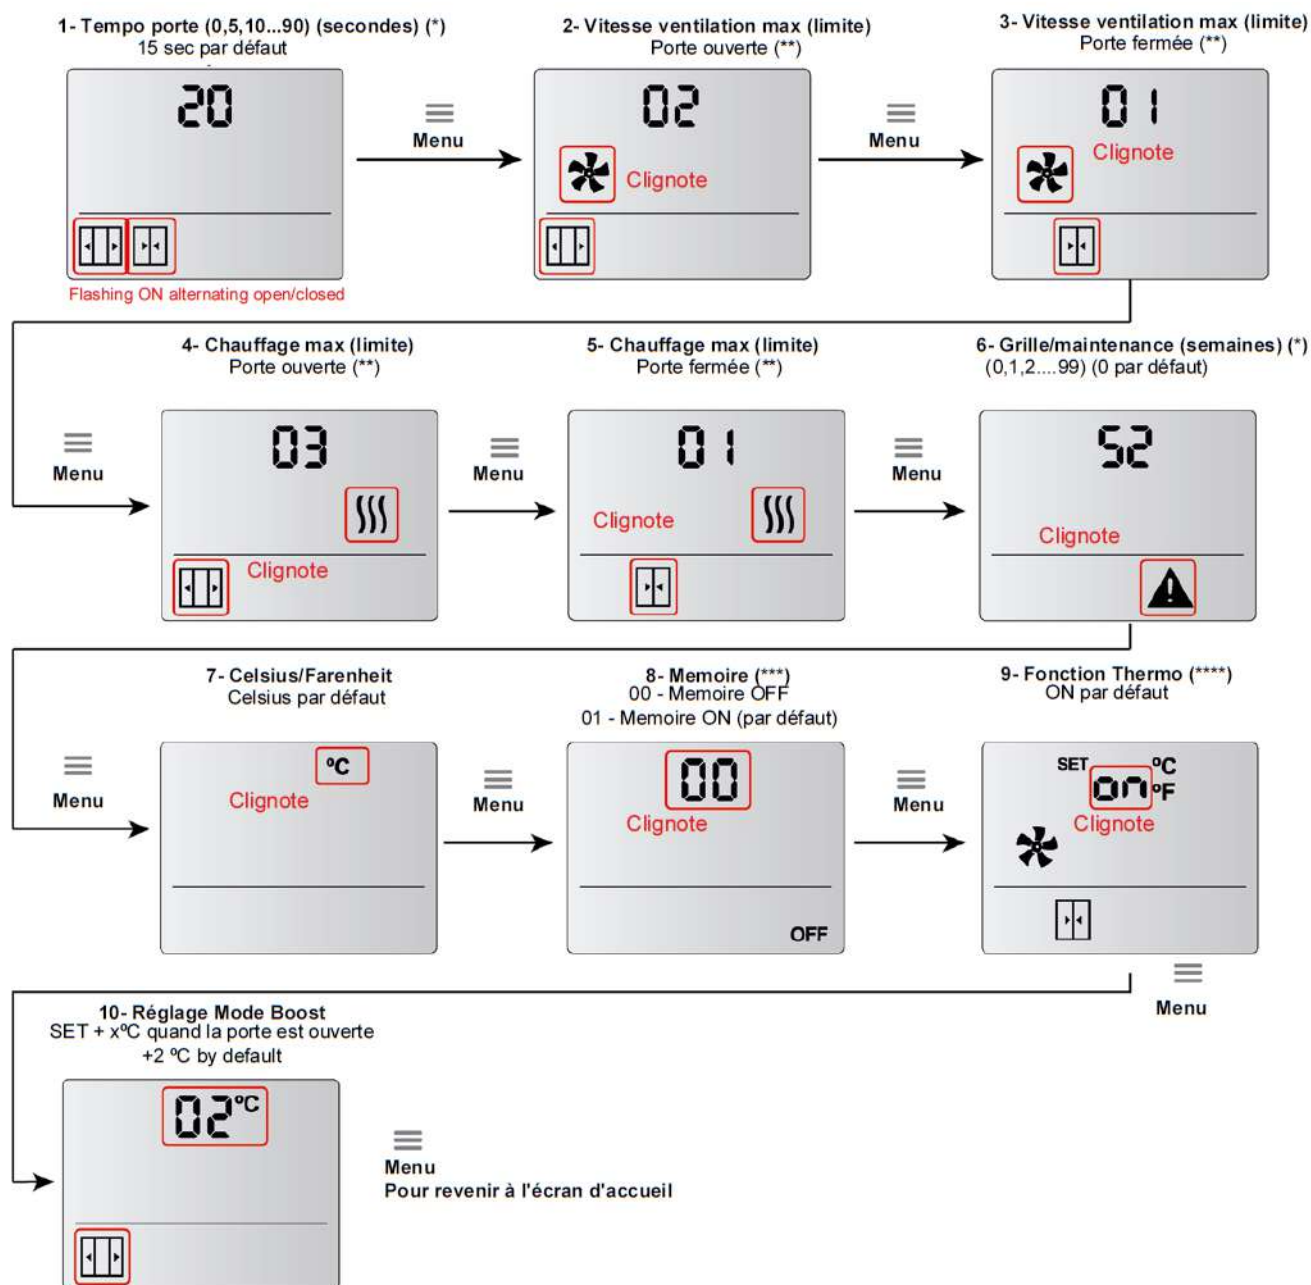 1- Tempo porte (0,5,10...90) (secondes) (*)
15 sec par défaut
20
Flashing ON alternating open/closed
Menu
2- Vitesse ventilation max (limite)
Porte ouverte (**)
02
Clignote
Menu
3- Vitesse ventilation max (limite)
Porte fermée (**)
01
Clignote
Menu
4- Chauffage max (limite)
Porte ouverte (**)
03
Clignote
Menu
5- Chauffage max (limite)
Porte fermée (**)
01
Clignote
Menu
6- Grille/maintenance (semaines) (*)
(0,1,2....99) (0 par défaut)
52
Clignote
Menu
7- Celsius/Farenheit
Celsius par défaut
ºC
Clignote
Menu
8- Memoire (***)
00 - Memoire OFF
01 - Memoire ON (par défaut)
00
Clignote
OFF
Menu
9- Fonction Thermo (****)
ON par défaut
SET on ºC
ºF
Clignote
Menu
10- Réglage Mode Boost
SET + xºC quand la porte est ouverte
+2 ºC by default
02ºC
Menu
Pour revenir à l'écran d'accueil